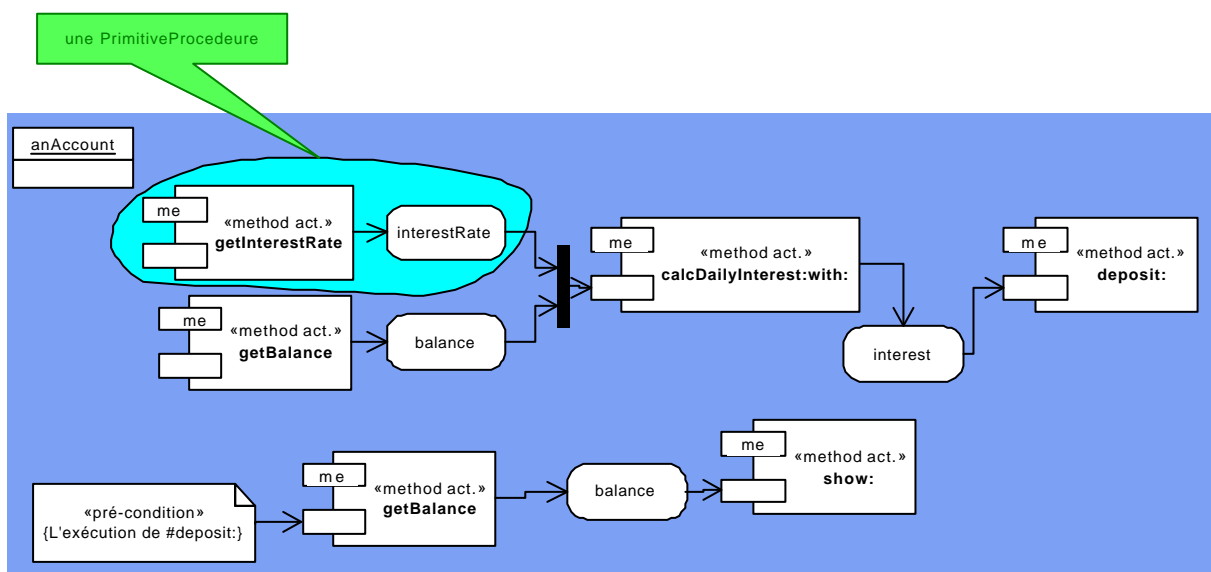 une PrimitiveProcedeure
anAccount
me
«method act.»
getInterestRate
interestRate
me
«method act.»
getBalance
balance
me
«method act.»
calcDailyInterest:with:
interest
me
«method act.»
deposit:
«pré-condition»
{L'exécution de #deposit:}
me
«method act.»
getBalance
balance
me
«method act.»
show: